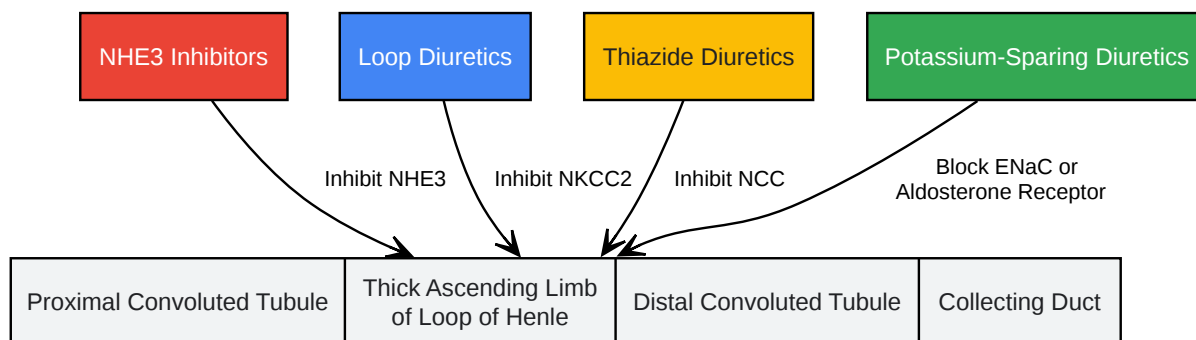 NHE3 Inhibitors
Loop Diuretics
Thiazide Diuretics
Potassium-Sparing Diuretics
Inhibit NHE3
Inhibit NKCC2
Inhibit NCC
Block ENaC or
Aldosterone Receptor
Proximal Convoluted Tubule
Thick Ascending Limb
of Loop of Henle
Distal Convoluted Tubule
Collecting Duct